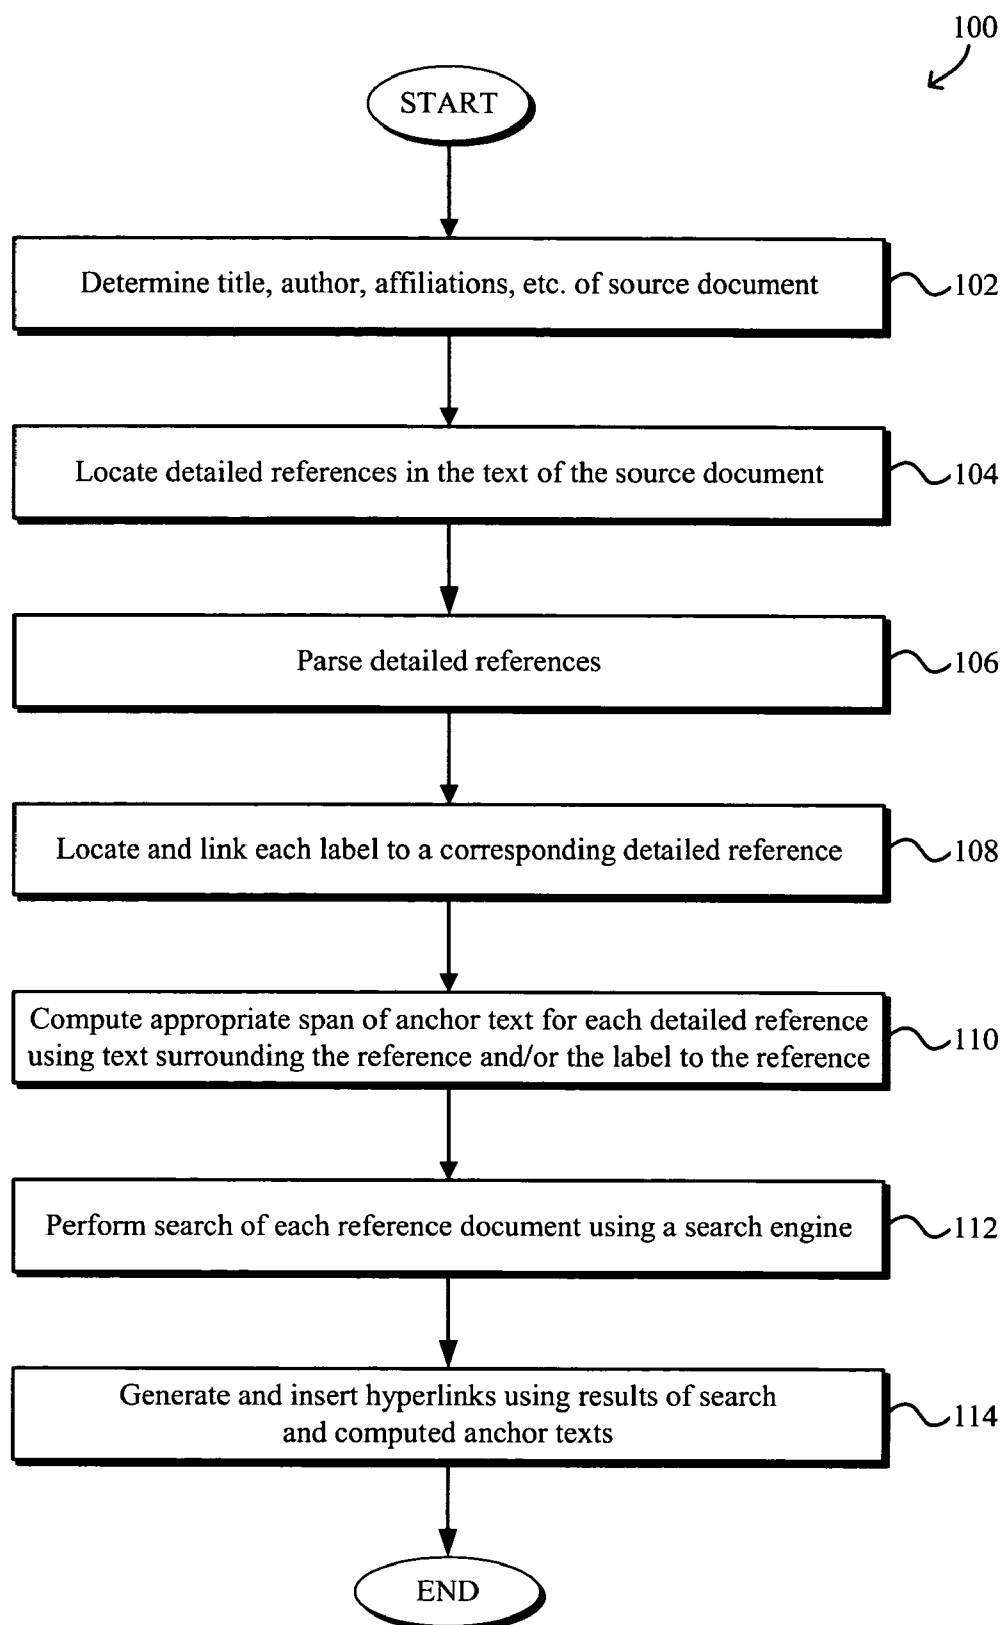 100
START
Determine title, author, affiliations, etc. of source document
102
Locate detailed references in the text of the source document
104
Parse detailed references
106
Locate and link each label to a corresponding detailed reference
108
Compute appropriate span of anchor text for each detailed reference
using text surrounding the reference and/or the label to the reference
110
Perform search of each reference document using a search engine
112
Generate and insert hyperlinks using results of search
and computed anchor texts
114
END